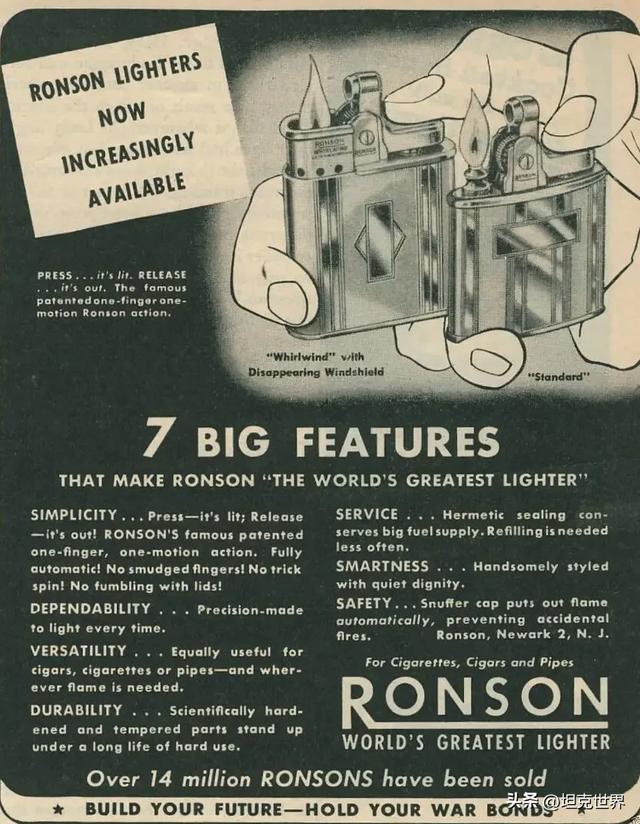 RONSON LIGHTERS
NOW
INCREASINGLY
AVAILABLE
PRESS...it's lit. RELEASE
...it's out. The famous
patented one-finger one-
motion Ronson action.
RONSON
WHIRLWIND
RONSON
RONSON
"Whirlwind" with
Disappearing Windshield
"Standard"
7 BIG FEATURES
THAT MAKE RONSON "THE WORLD'S GREATEST LIGHTER"
SIMPLICITY...Press—it's lit; Release
—it's out! RONSON'S famous patented
one-finger, one-motion action. Fully
automatic! No smudged fingers! No trick
spin! No fumbling with lids!
DEPENDABILITY ... Precision-made
to light every time.
VERSATILITY ... Equally useful for
cigars, cigarettes or pipes—and wher-
ever flame is needed.
DURABILITY ... Scientifically hard-
ened and tempered parts stand up
under a long life of hard use.
SERVICE ... Hermetic sealing con-
serves big fuel supply. Refilling is needed
less often.
SMARTNESS ... Handsomely styled
with quiet dignity.
SAFETY...Snuffer cap puts out flame
automatically, preventing accidental
fires. Ronson, Newark 2, N. J.
For Cigarettes, Cigars and Pipes
RONSON
WORLD'S GREATEST LIGHTER
Over 14 million RONSONS have been sold
★ BUILD YOUR FUTURE—HOLD YOUR WAR BONDS ★
头条 @坦克世界